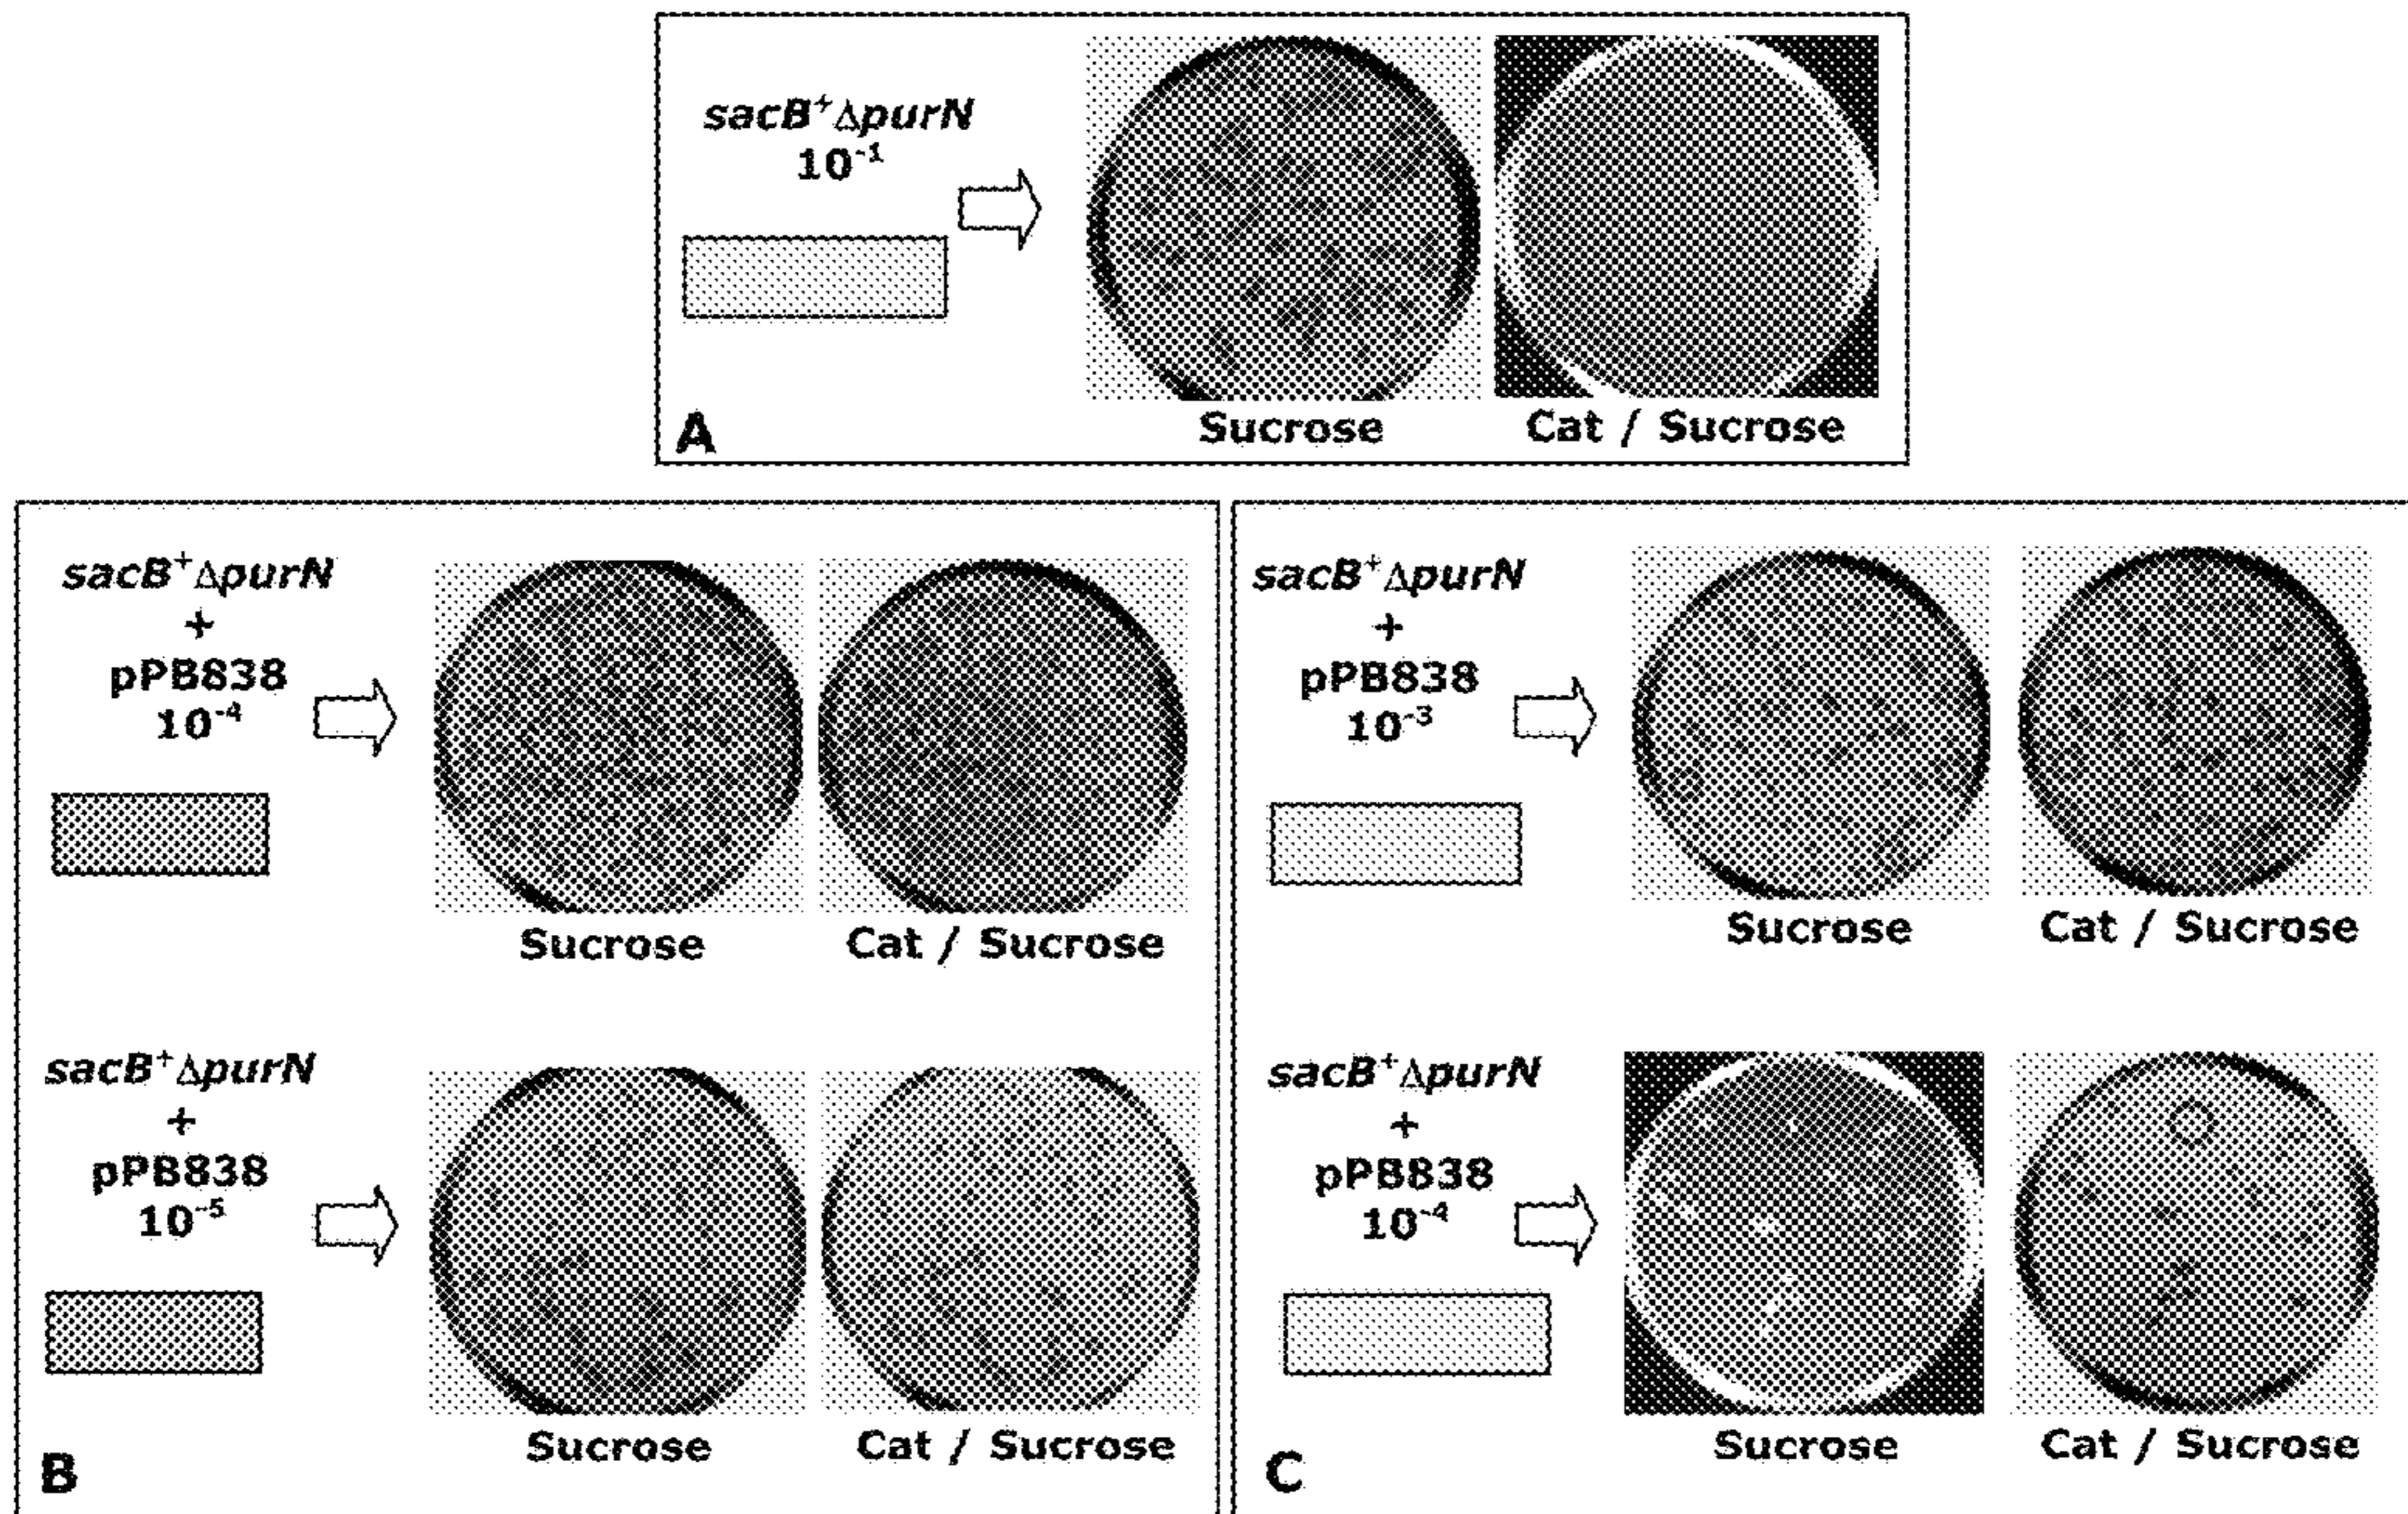 sacB⁺ΔpurN
10⁻¹
Sucrose
Cat / Sucrose
A
sacB⁺ΔpurN
+
pPB838
10⁻⁴
Sucrose
Cat / Sucrose
sacB⁺ΔpurN
+
pPB838
10⁻⁵
Sucrose
Cat / Sucrose
B
sacB⁺ΔpurN
+
pPB838
10⁻³
Sucrose
Cat / Sucrose
sacB⁺ΔpurN
+
pPB838
10⁻⁴
Sucrose
Cat / Sucrose
C